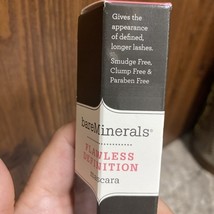 Gives the
appearance
of defined,
longer lashes.
Smudge Free,
Clump Free &
Paraben Free
bareMinerals®
FLAWLESS
DEFINITION
mascara